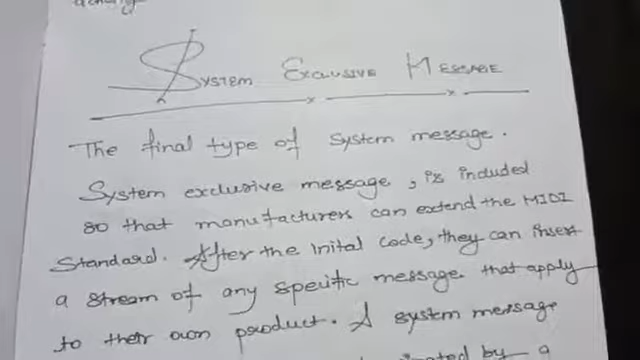 System Exclusive Message
The final type of system message.
System exclusive message, is included
so that manufacturers can extend the MIDI
Standard. After the inital code, they can insert
a stream of any specific message that apply
to their own product. A system message
by a